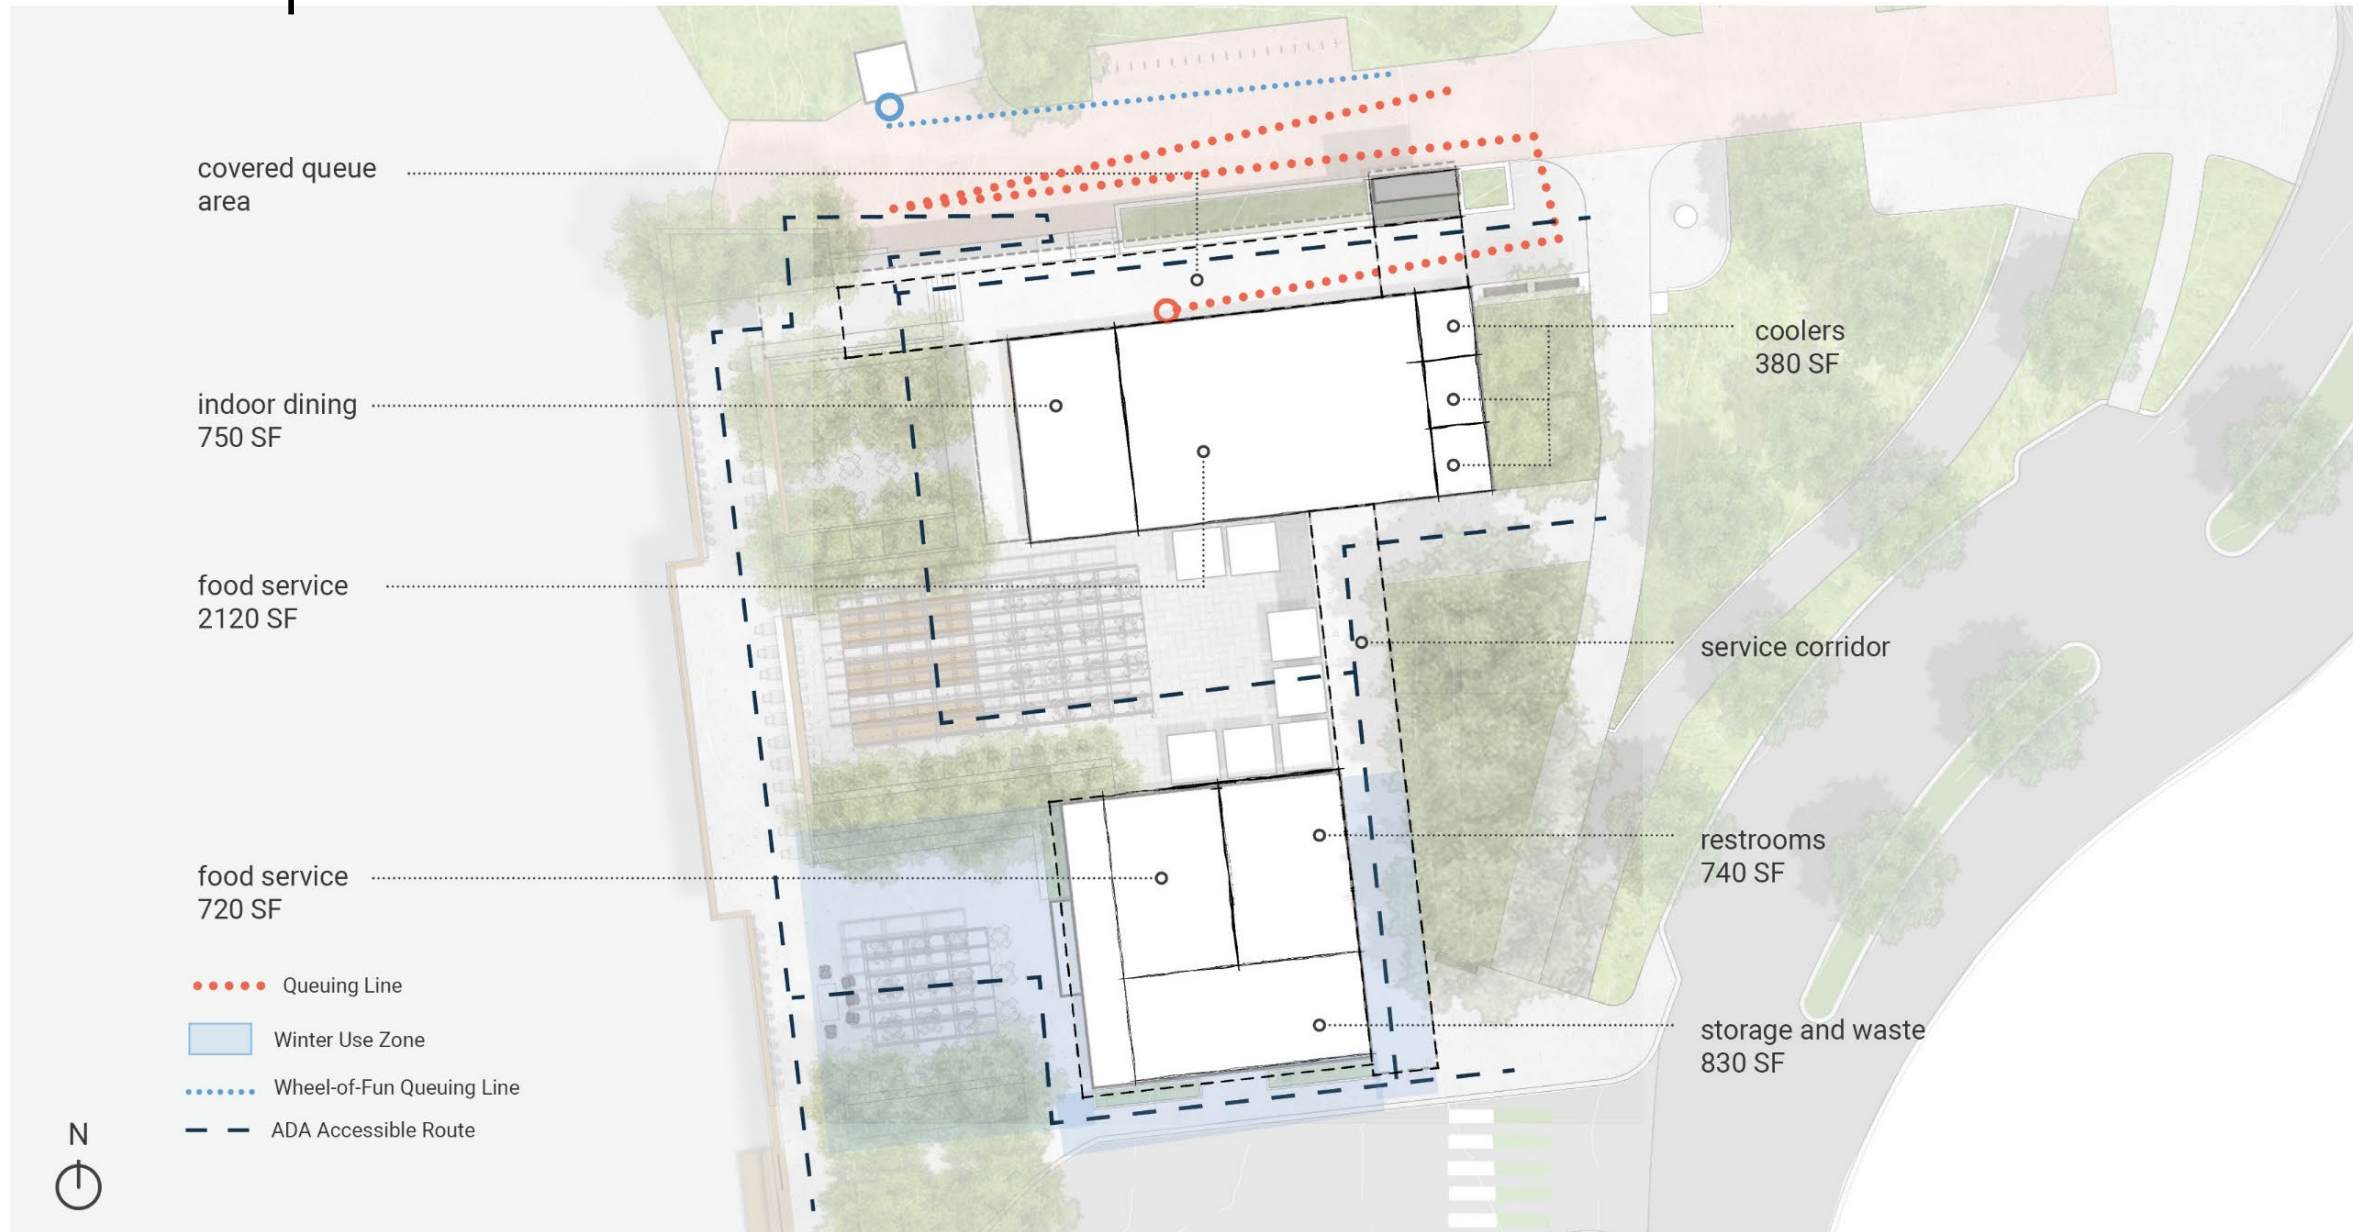 covered queue
area
indoor dining
750 SF
food service
2120 SF
food service
720 SF
coolers
380 SF
service corridor
restrooms
740 SF
storage and waste
830 SF
Queuing Line
Winter Use Zone
Wheel-of-Fun Queuing Line
ADA Accessible Route
N